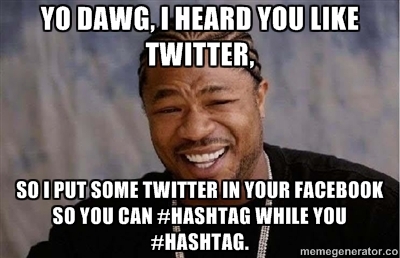 YO DAWG, I HEARD YOU LIKE
TWITTER,
SO I PUT SOME TWITTER IN YOUR FACEBOOK
SO YOU CAN #HASHTAG WHILE YOU
#HASHTAG.
memegenerator.co